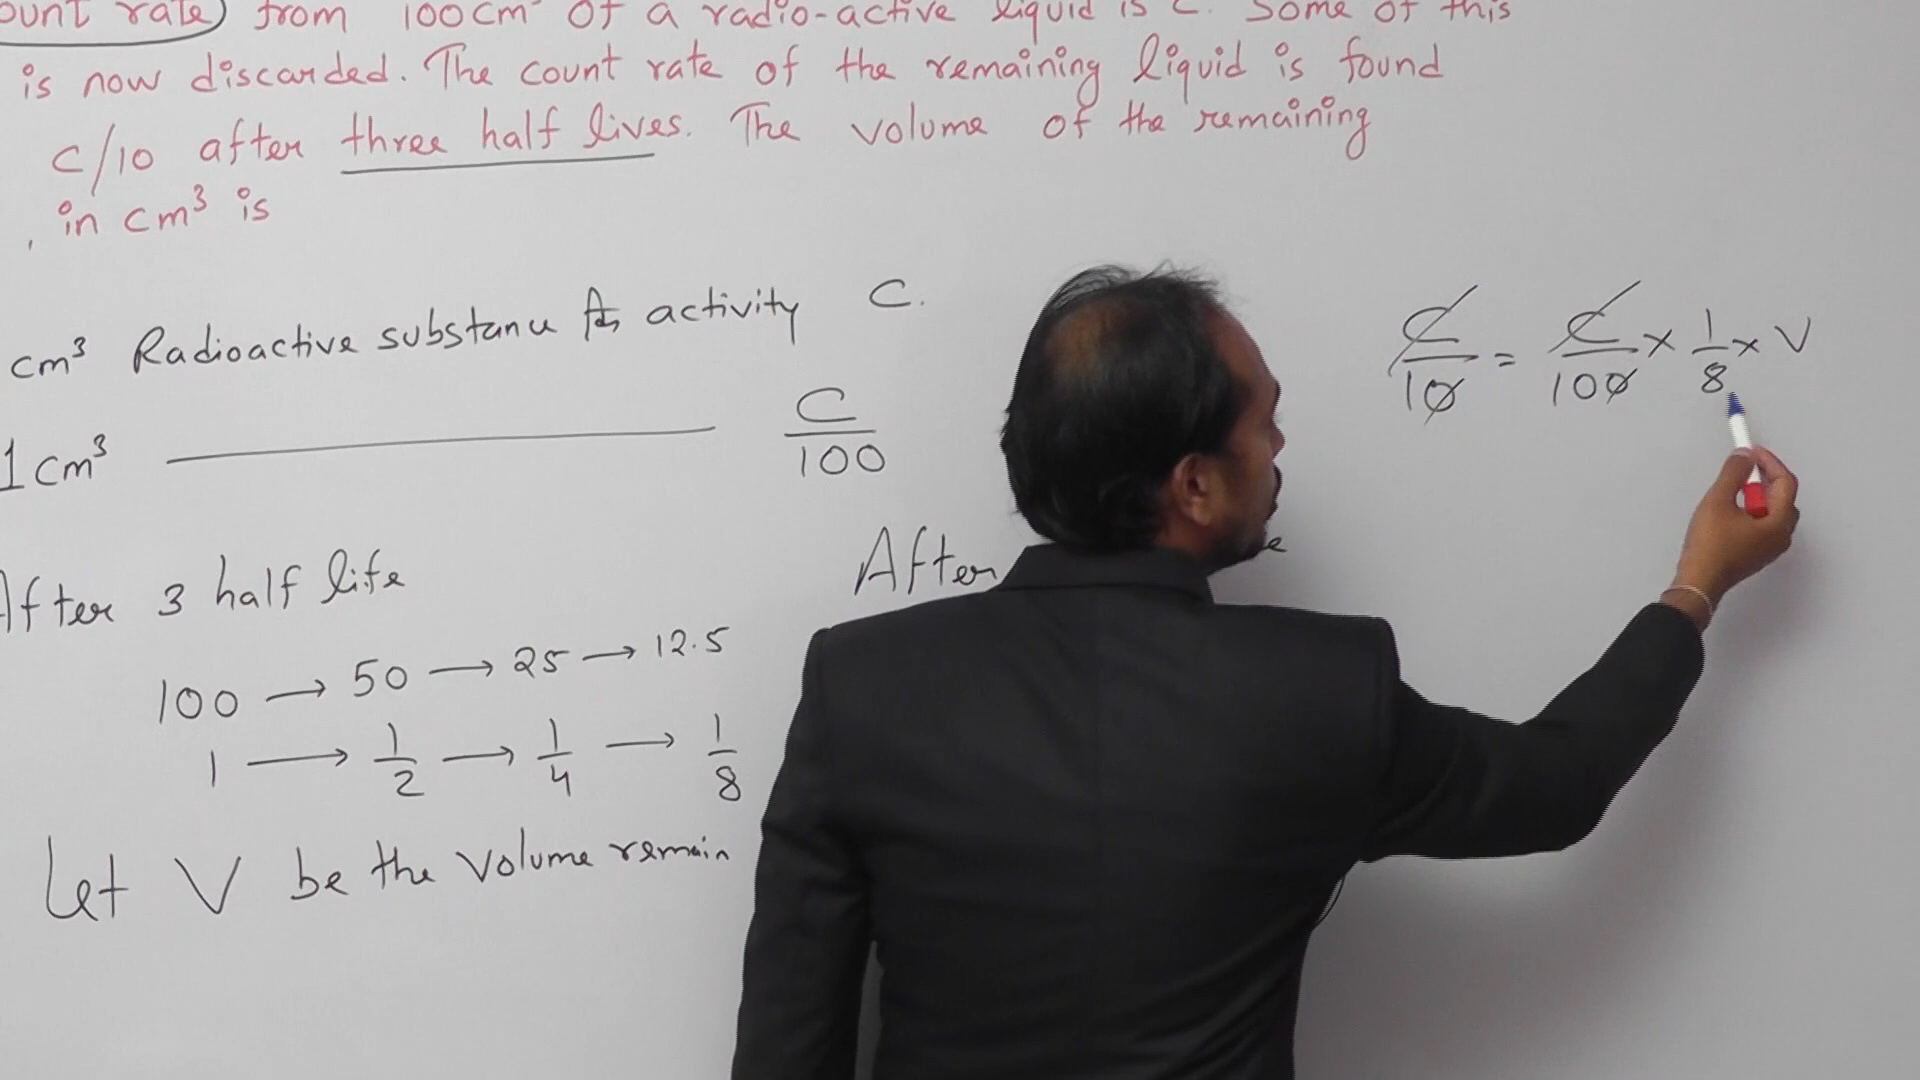 ount rate) from 100 cm³ of a radio-active liquid is C. Some of this
is now discarded. The count rate of the remaining liquid is found
C/10 after three half lives. The volume of the remaining
, in cm³ is
cm³ Radioactive substance has activity C.
1 cm³ ——— C/100
After 3 half life
100 → 50 → 25 → 12.5
1 → 1/2 → 1/4 → 1/8
Let V be the volume remain
After
C/10 = C/100 × 1/8 × V